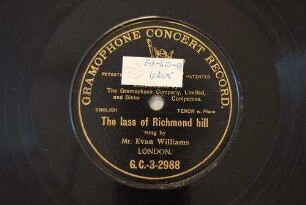 GRAMOPHONE CONCERT RECORD.
PATENTED
The Gramophone Company, Limited,
and Sister Companies.
ENGLISH TENOR w. Piano
The lass of Richmond hill
sung by
Mr. Evan Williams
LONDON.
G.C.-3-2988